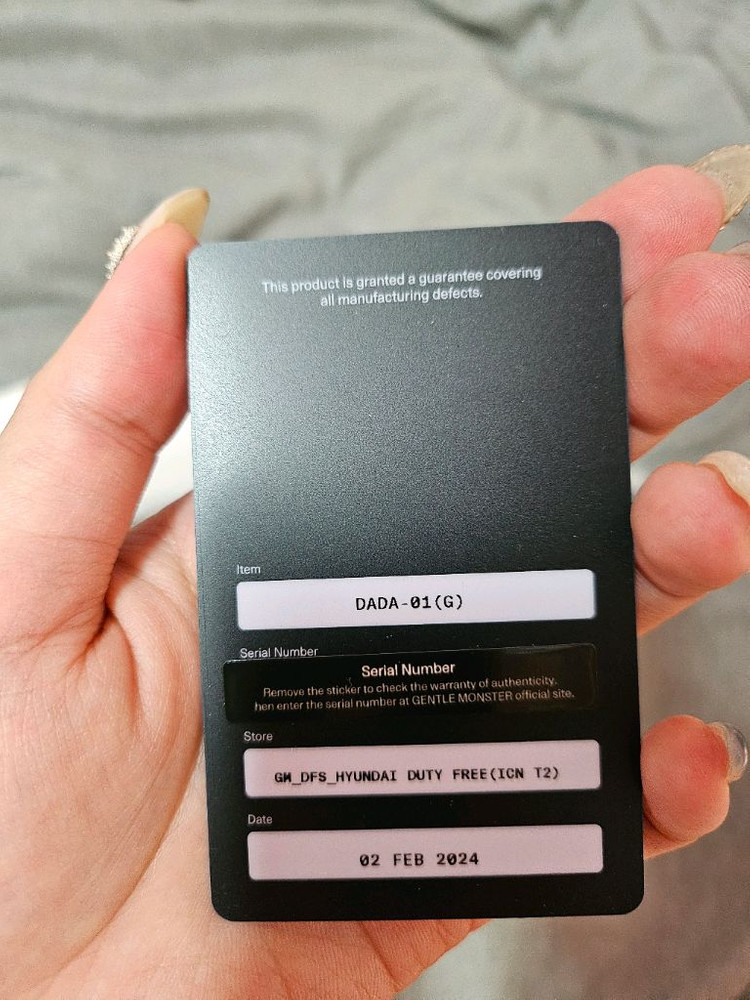 This product is granted a guarantee covering
all manufacturing defects.
Item
DADA-01(G)
Serial Number
Serial Number
Remove the sticker to check the warranty of authenticity.
hen enter the serial number at GENTLE MONSTER official site.
Store
GM_DFS_HYUNDAI DUTY FREE(ICN T2)
Date
02 FEB 2024